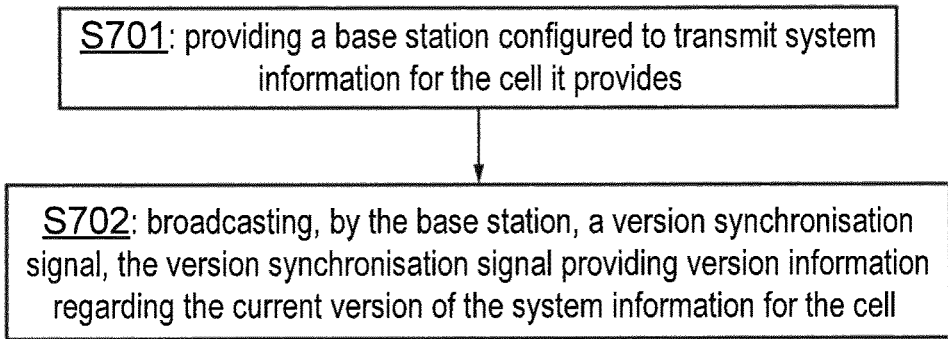 S701: providing a base station configured to transmit system
information for the cell it provides
S702: broadcasting, by the base station, a version synchronisation
signal, the version synchronisation signal providing version information
regarding the current version of the system information for the cell